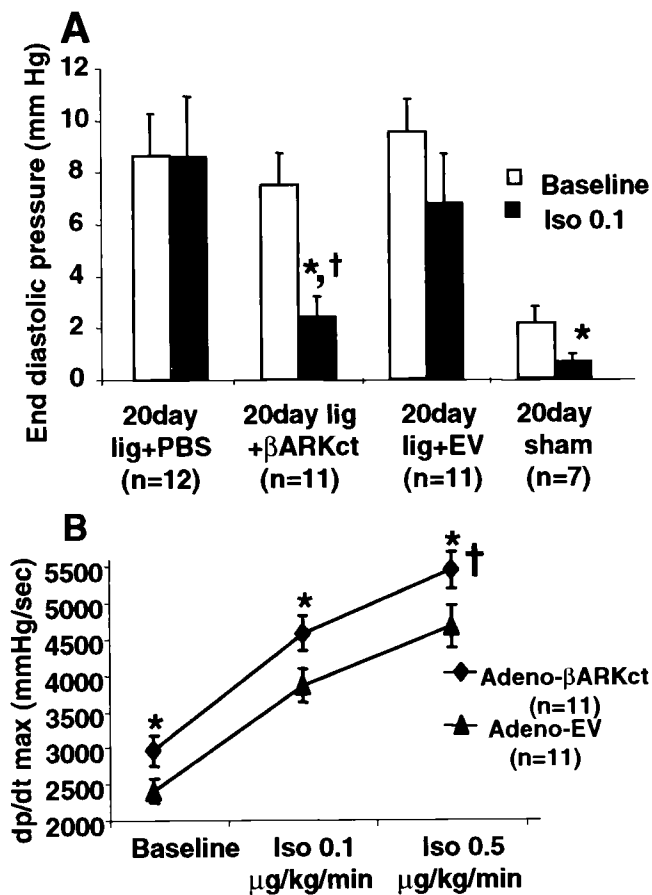 A
End diastolic pressure (mm Hg)
12
10
8
6
4
2
0
Baseline
Iso 0.1
*,†
*
20day
lig+PBS
(n=12)
20day lig
+βARKct
(n=11)
20day
lig+EV
(n=11)
20day
sham
(n=7)
B
dp/dt max (mmHg/sec)
5500
5000
4500
4000
3500
3000
2500
2000
*
*
*
†
Adeno-βARKct
(n=11)
Adeno-EV
(n=11)
Baseline
Iso 0.1
μg/kg/min
Iso 0.5
μg/kg/min